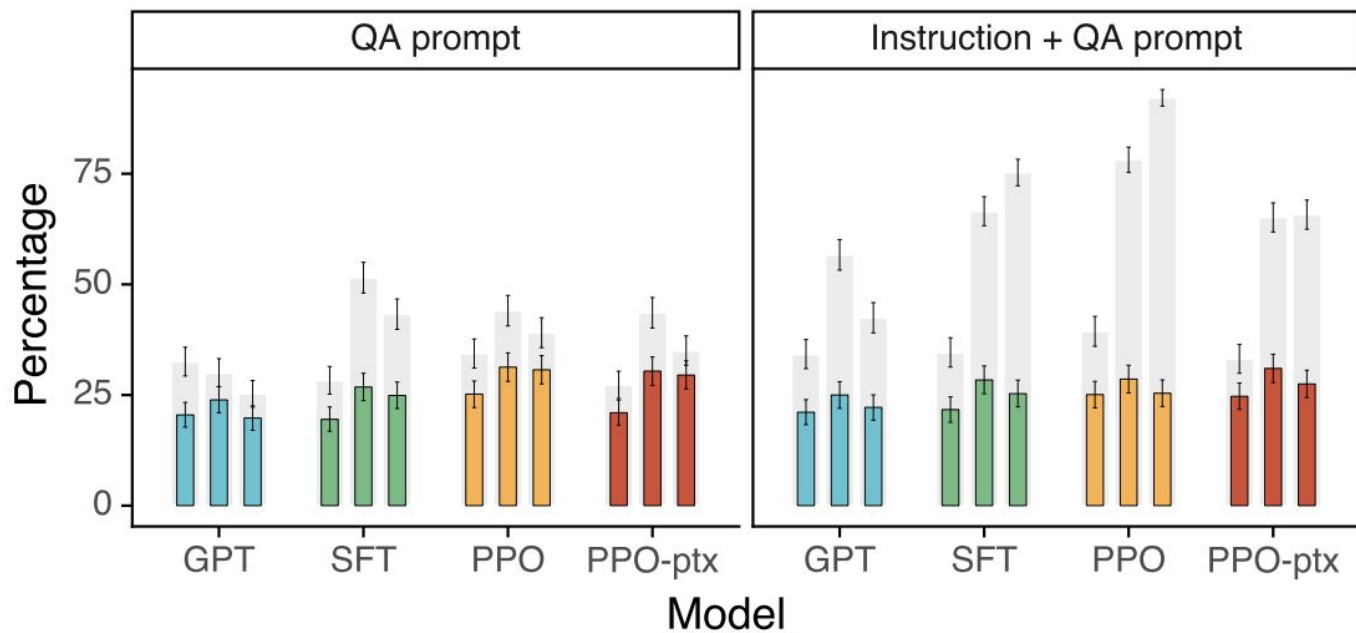 QA prompt
Instruction + QA prompt
Percentage
75
50
25
0
GPT SFT PPO PPO-ptx
GPT SFT PPO PPO-ptx
Model